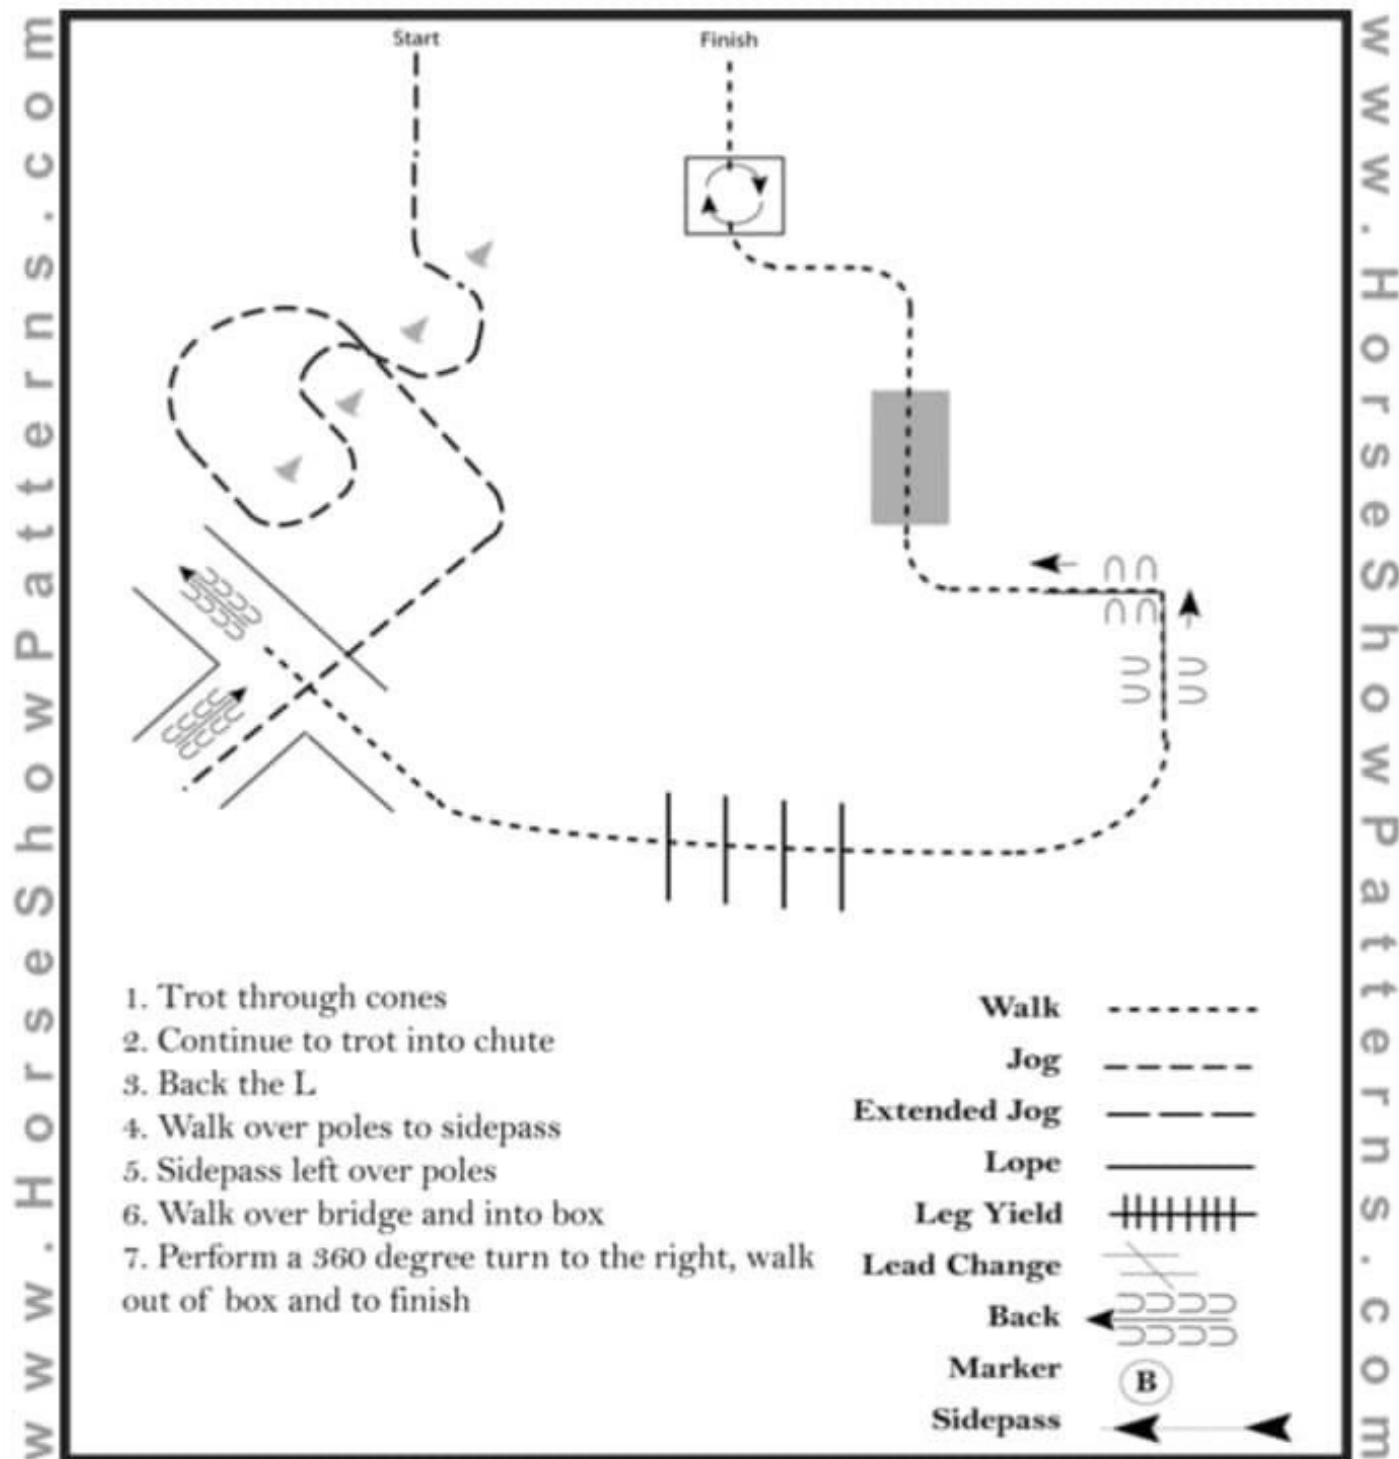 www.HorseShowPatterns.com
Start
Finish
1. Trot through cones
2. Continue to trot into chute
3. Back the L
4. Walk over poles to sidepass
5. Sidepass left over poles
6. Walk over bridge and into box
7. Perform a 360 degree turn to the right, walk
out of box and to finish
Walk
Jog
Extended Jog
Lope
Leg Yield
Lead Change
Back
Marker
B
Sidepass
www.HorseShowPatterns.com